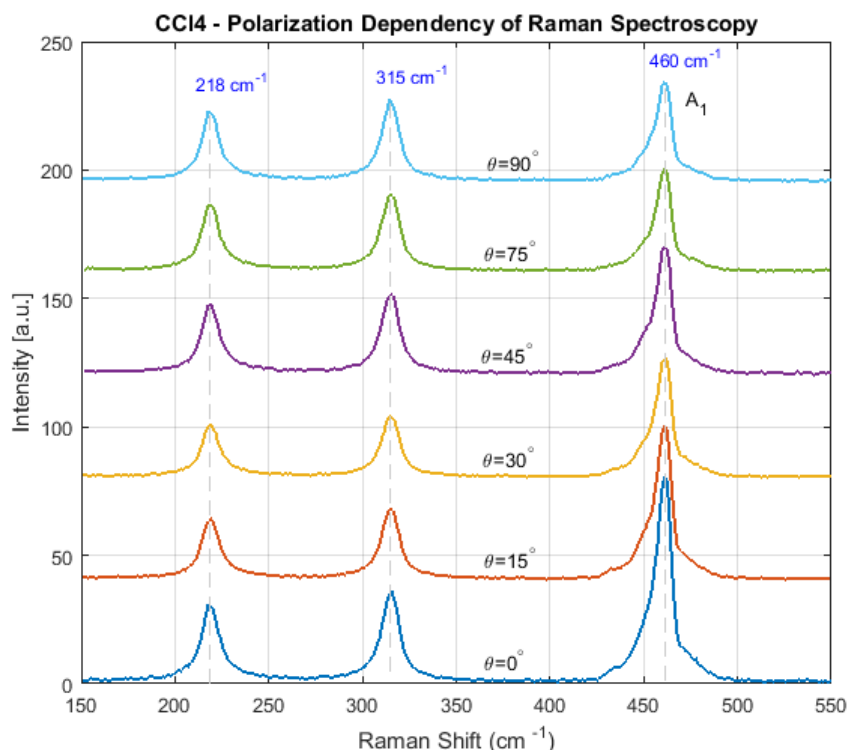 CCl4 - Polarization Dependency of Raman Spectroscopy
250
218 cm⁻¹
315 cm⁻¹
460 cm⁻¹
A₁
θ=90°
200
θ=75°
150
θ=45°
Intensity [a.u.]
100
θ=30°
50
θ=15°
θ=0°
0
150
200
250
300
350
400
450
500
550
Raman Shift (cm ⁻¹)